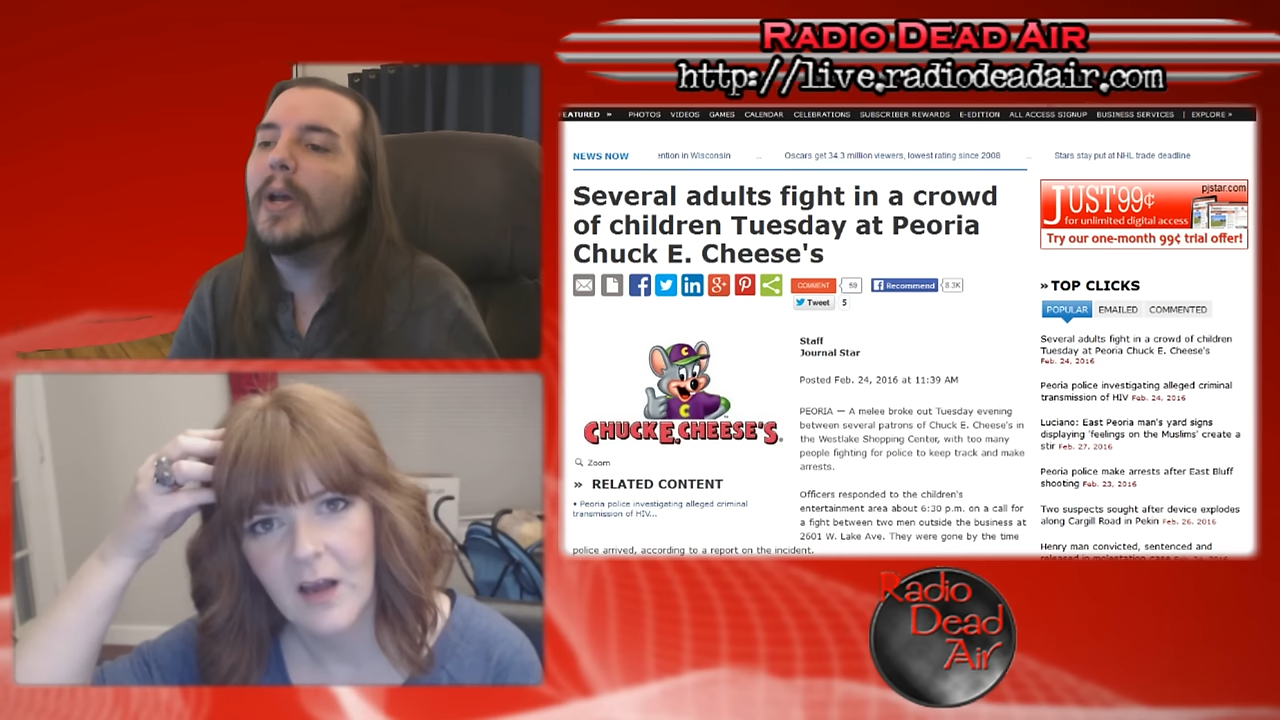 RADIO DEAD AIR
http://live.radiodeadair.com
EATURED » PHOTOS VIDEOS GAMES CALENDAR CELEBRATIONS SUBSCRIBER REWARDS E-EDITION ALL ACCESS SIGNUP BUSINESS SERVICES | EXPLORE »
NEWS NOW ention in Wisconsin ... Oscars get 34.3 million viewers, lowest rating since 2008 ... Stars stay put at NHL trade deadline
Several adults fight in a crowd
of children Tuesday at Peoria
Chuck E. Cheese's
COMMENT 59 Recommend 8.3K
Tweet 5
CHUCK E. CHEESE'S
Zoom
» RELATED CONTENT
• Peoria police investigating alleged criminal
transmission of HIV...
Staff
Journal Star
Posted Feb. 24, 2016 at 11:39 AM
PEORIA — A melee broke out Tuesday evening
between several patrons of Chuck E. Cheese's in
the Westlake Shopping Center, with too many
people fighting for police to keep track and make
arrests.
Officers responded to the children's
entertainment area about 6:30 p.m. on a call for
a fight between two men outside the business at
2601 W. Lake Ave. They were gone by the time
police arrived, according to a report on the incident.
pjstar.com
JUST 99¢
for unlimited digital access
Try our one-month 99¢ trial offer!
» TOP CLICKS
POPULAR EMAILED COMMENTED
Several adults fight in a crowd of children
Tuesday at Peoria Chuck E. Cheese's
Feb. 24, 2016
Peoria police investigating alleged criminal
transmission of HIV Feb. 24, 2016
Luciano: East Peoria man's yard signs
displaying 'feelings on the Muslims' create a
stir Feb. 27, 2016
Peoria police make arrests after East Bluff
shooting Feb. 23, 2016
Two suspects sought after device explodes
along Cargill Road in Pekin Feb. 26, 2016
Henry man convicted, sentenced and
released in molestation case
Radio
Dead
Air